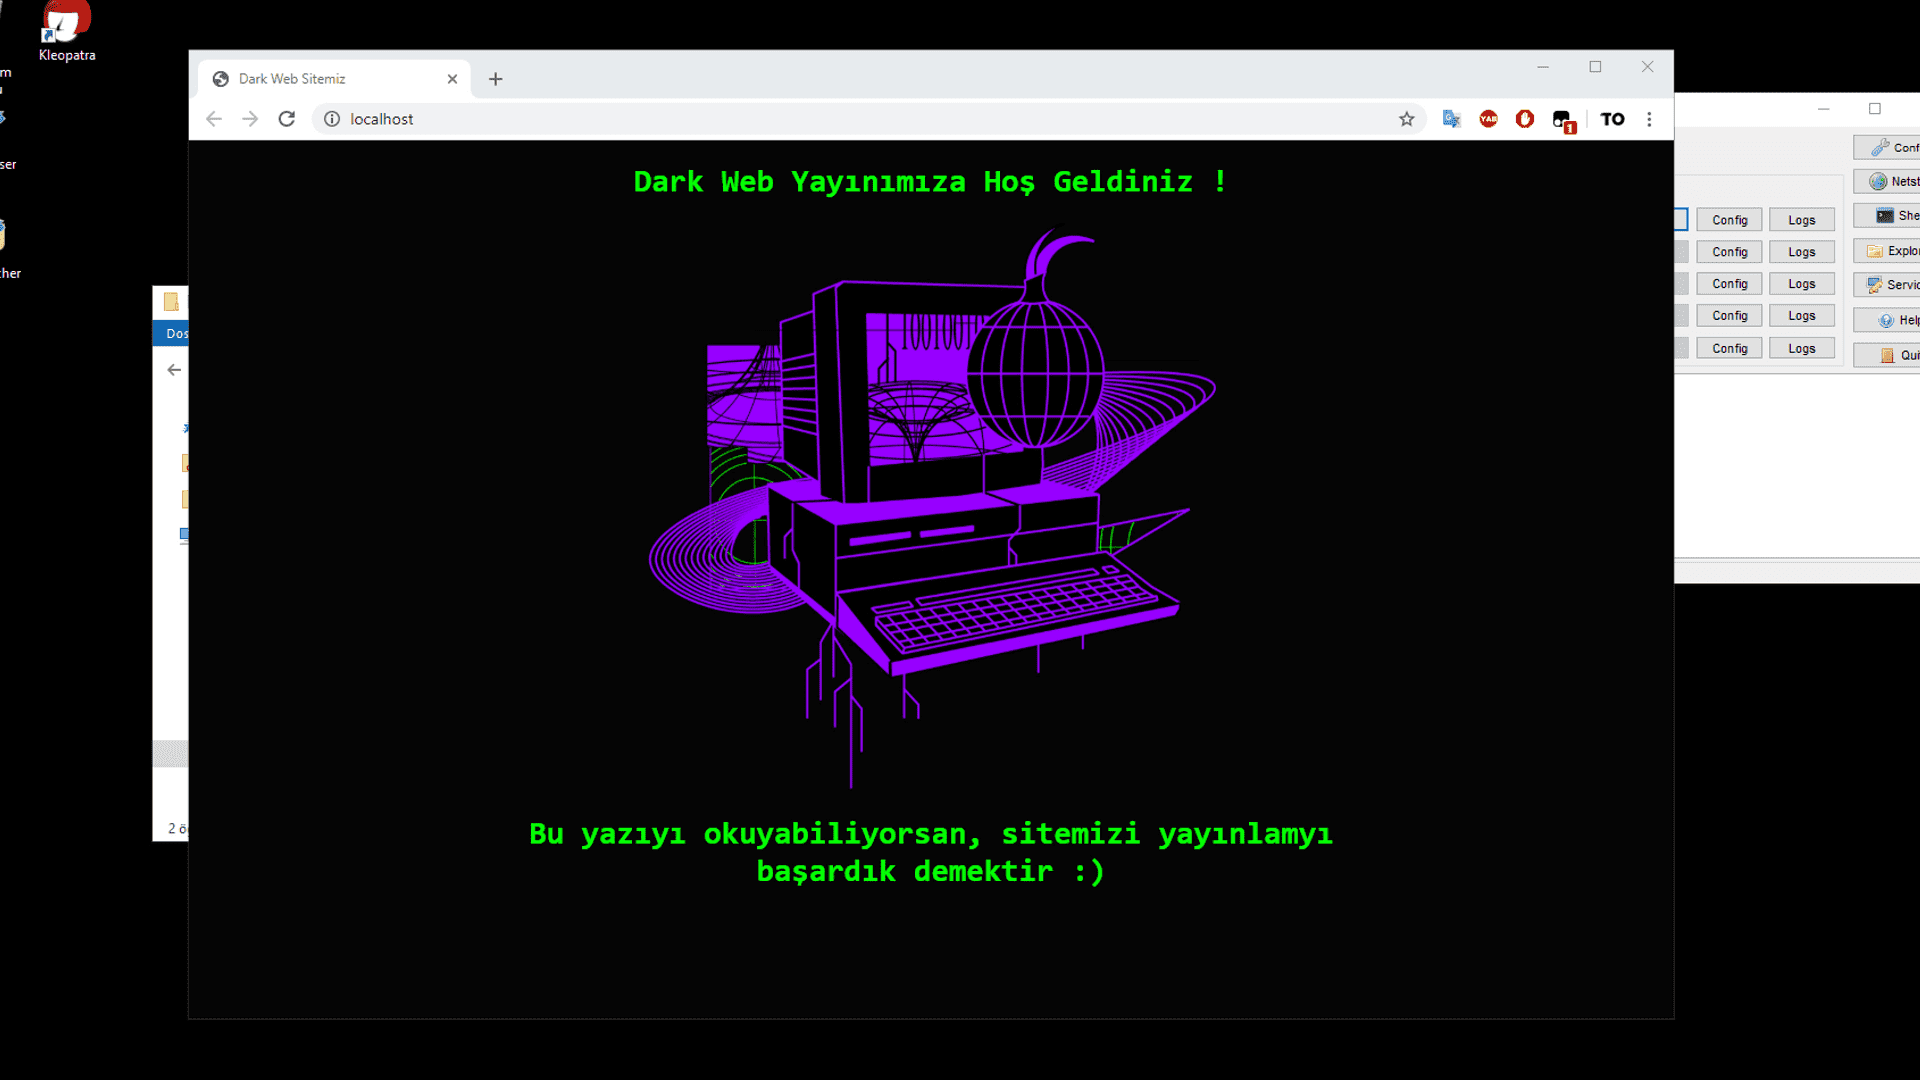 Kleopatra
Dark Web Sitemiz
localhost
TO
Dark Web Yayınımıza Hoş Geldiniz !
1001001
Bu yazıyı okuyabiliyorsan, sitemizi yayınlamyı
başardık demektir :)
m
ser
her
Dos
2 ö
Config Logs
Config Logs
Config Logs
Config Logs
Config Logs
Conf
Netst
She
Explo
Servic
Help
Qui